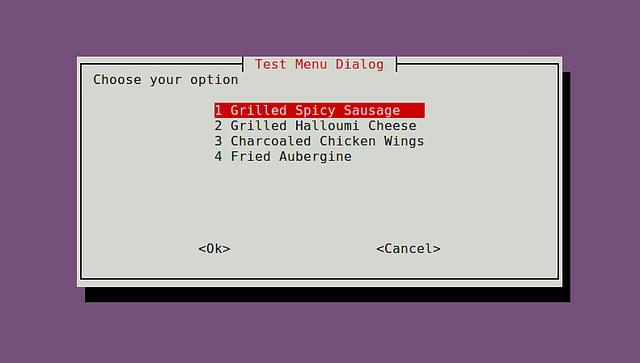 Test Menu Dialog
Choose your option
1 Grilled Spicy Sausage
2 Grilled Halloumi Cheese
3 Charcoaled Chicken Wings
4 Fried Aubergine
<Ok> <Cancel>